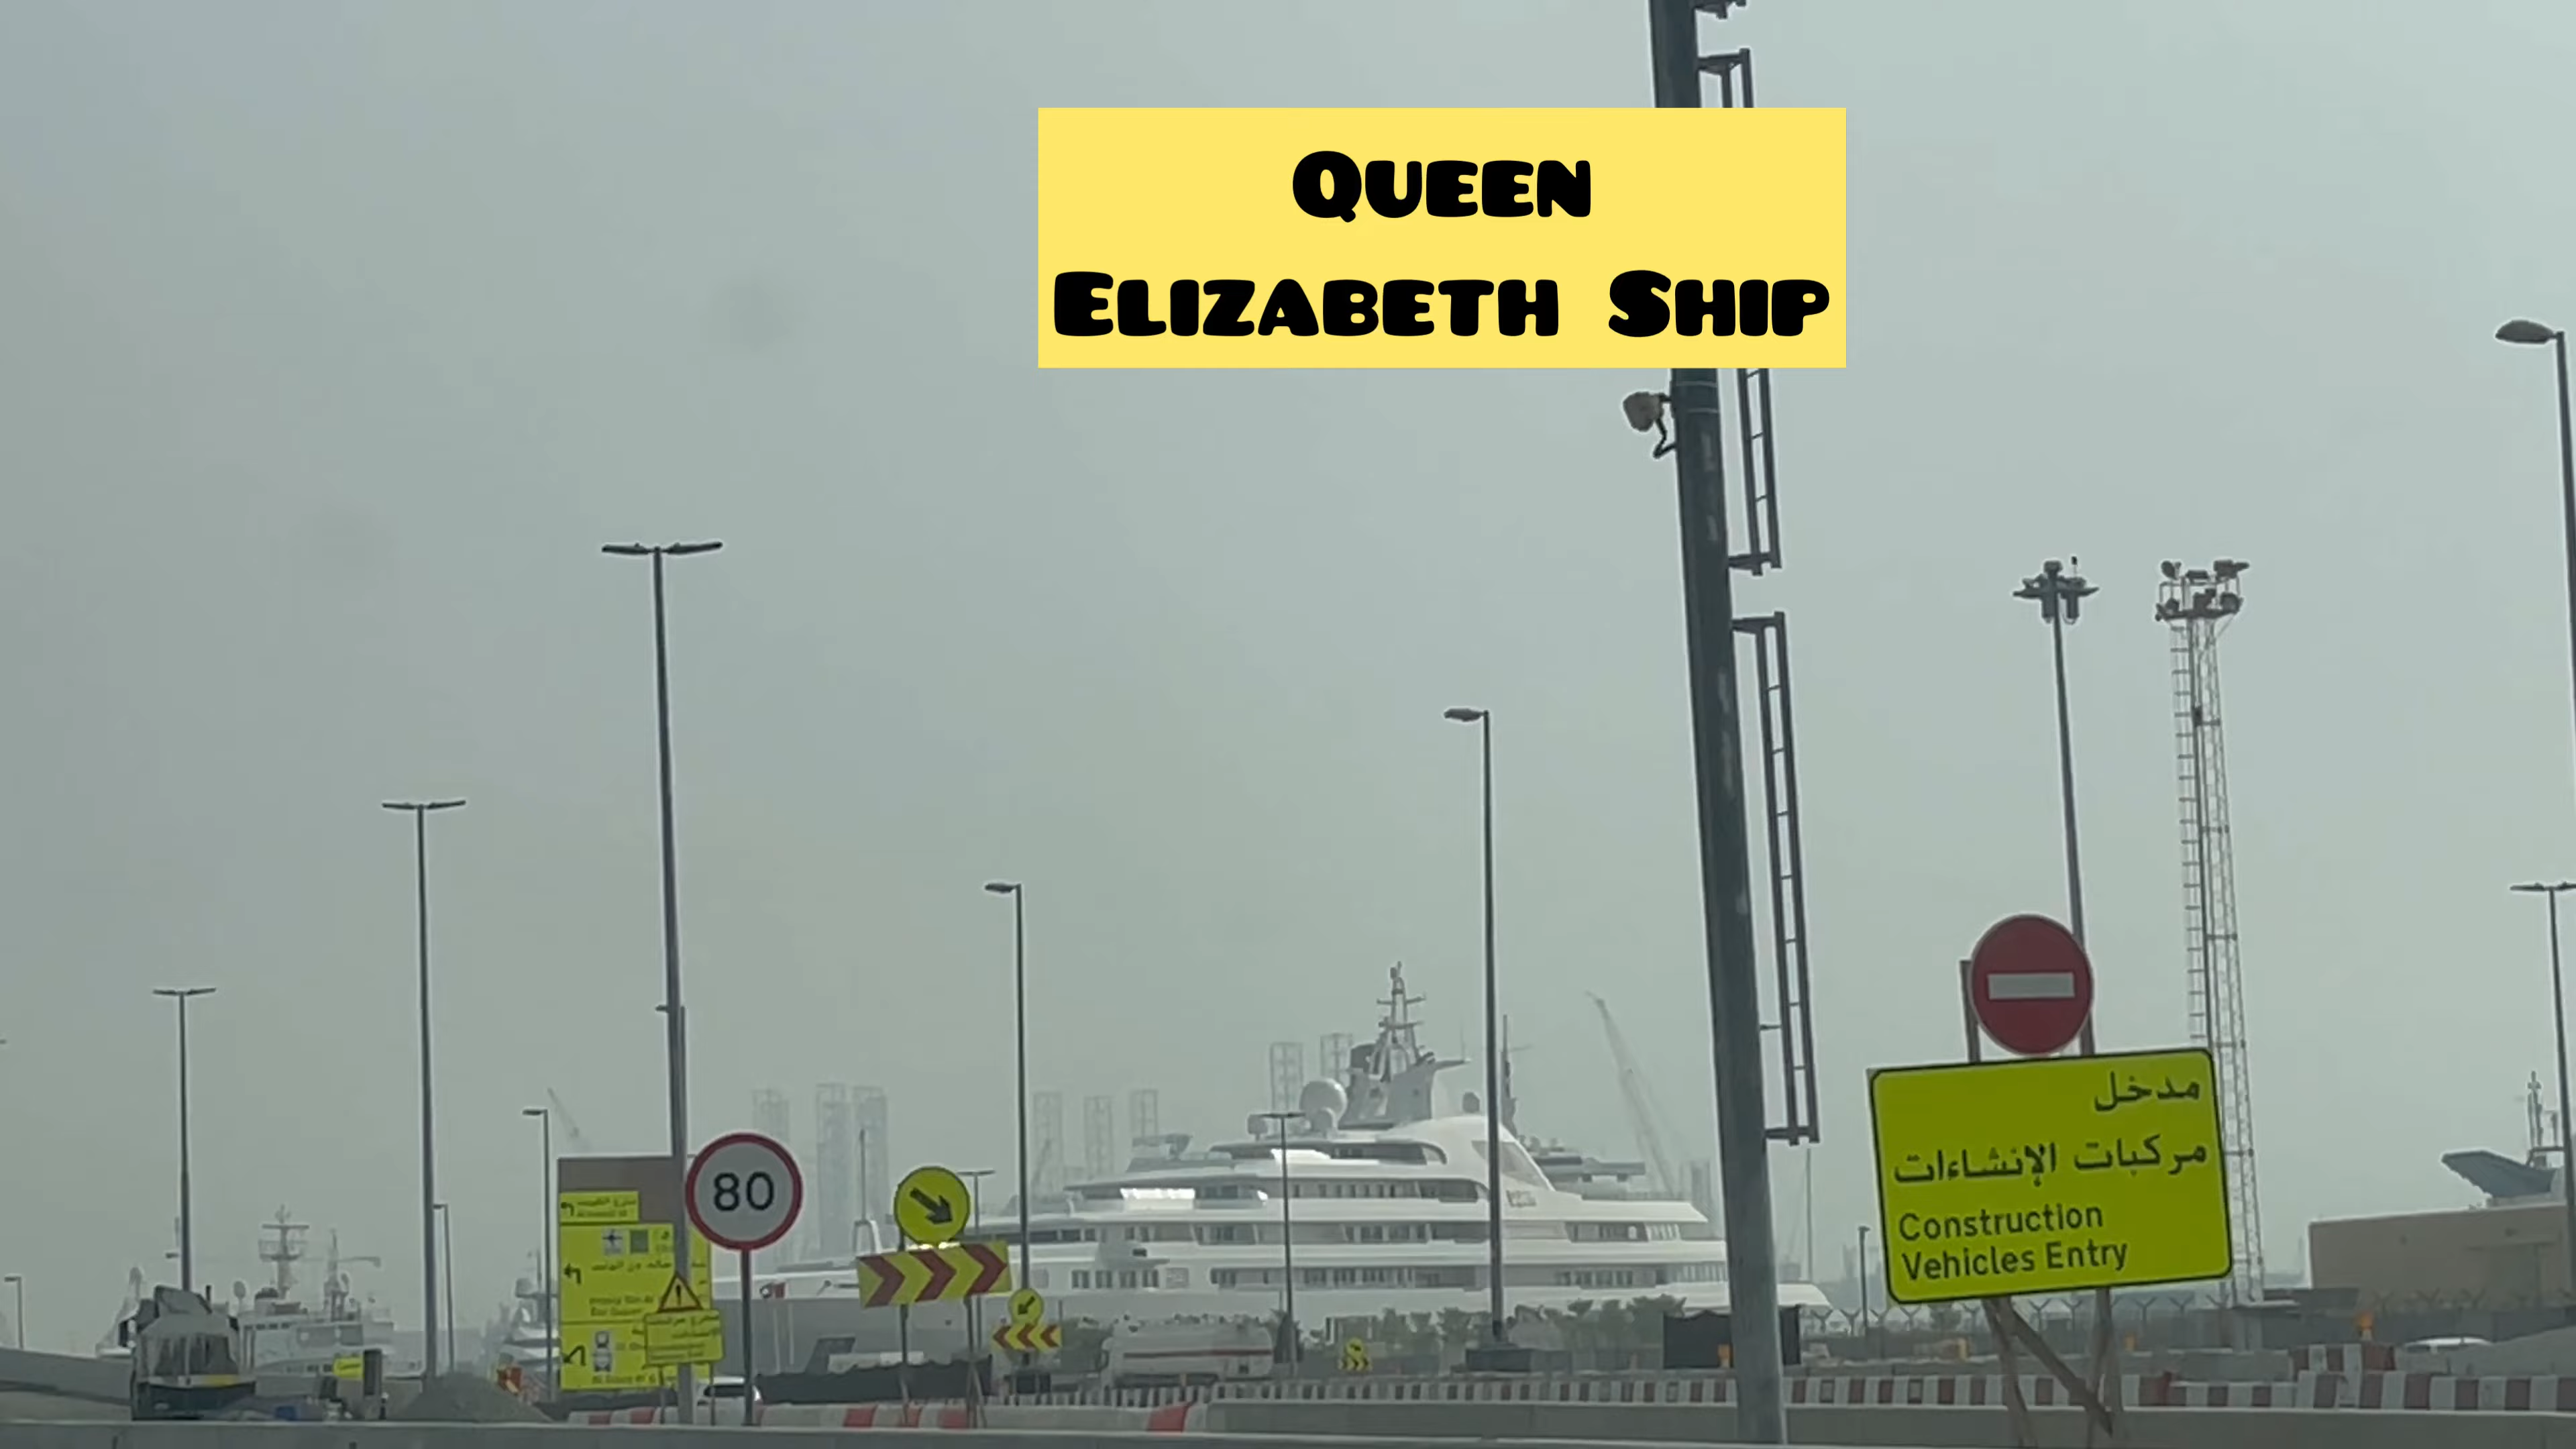 Queen
Elizabeth Ship
مدخل
مركبات الإنشاءات
Construction
Vehicles Entry
80